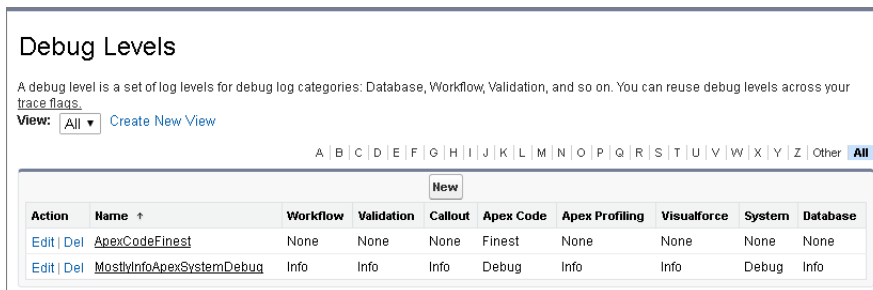 Debug Levels
A debug level is a set of log levels for debug log categories: Database, Workflow, Validation, and so on. You can reuse debug levels across your
trace flags.
View: All ▼ Create New View
A | B | C | D | E | F | G | H | I | J | K | L | M | N | O | P | Q | R | S | T | U | V | W | X | Y | Z | Other All
New
Action Name ↑ Workflow Validation Callout Apex Code Apex Profiling Visualforce System Database
Edit | Del ApexCodeFinest None None None Finest None None None None
Edit | Del MostlyInfoApexSystemDebug Info Info Info Debug Info Info Debug Info